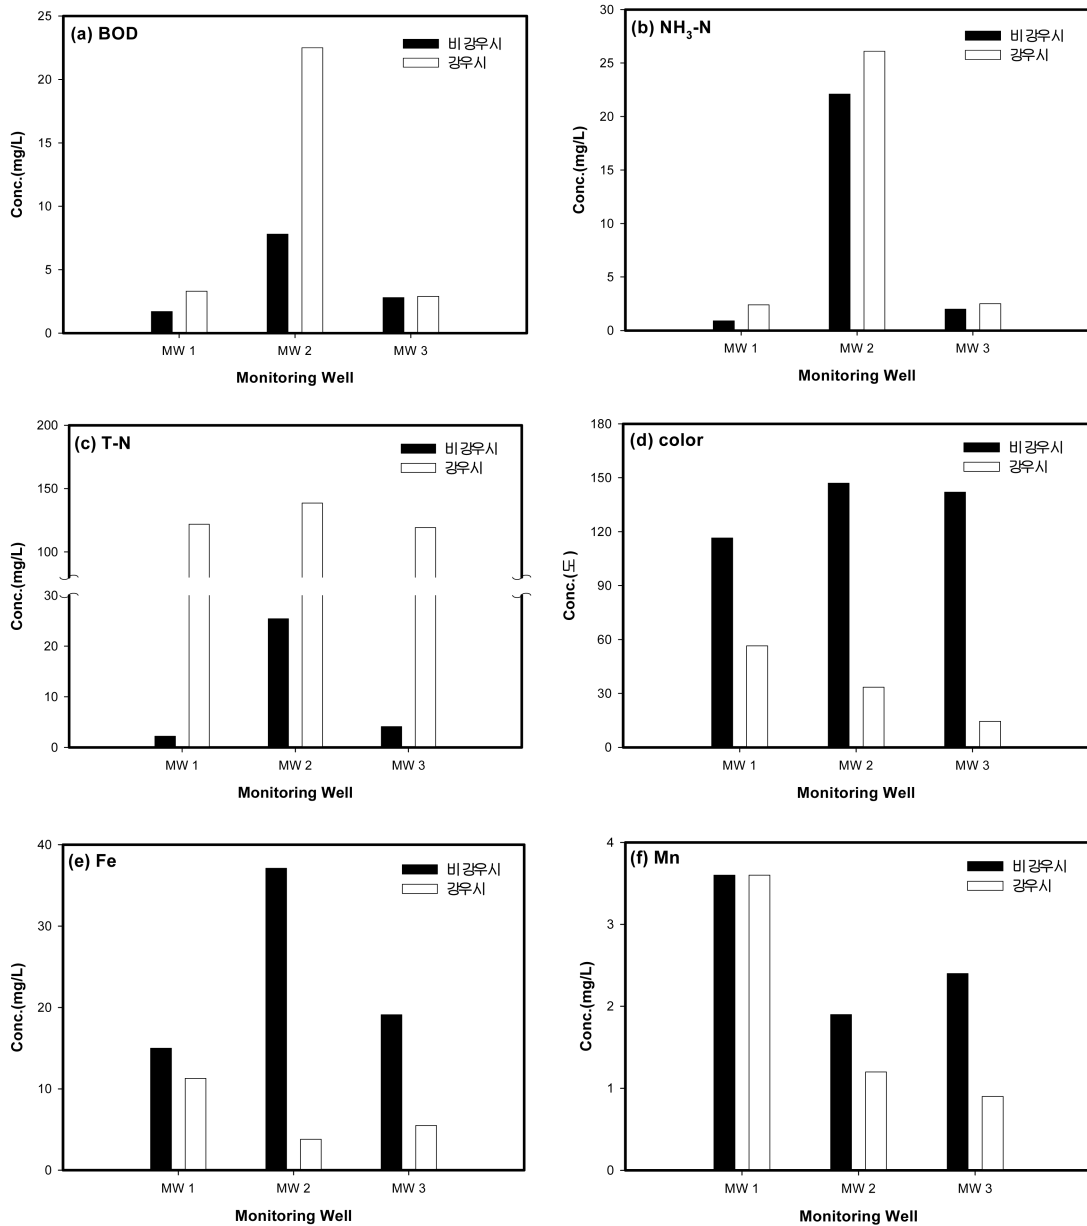 (a) BOD
비강우시
강우시
25
20
15
10
5
0
Conc.(mg/L)
MW 1
MW 2
MW 3
Monitoring Well
(b) NH3-N
비강우시
강우시
30
25
20
15
10
5
0
Conc.(mg/L)
MW 1
MW 2
MW 3
Monitoring Well
(c) T-N
비강우시
강우시
200
150
100
30
20
10
0
Conc.(mg/L)
MW 1
MW 2
MW 3
Monitoring Well
(d) color
비강우시
강우시
180
150
120
90
60
30
0
Conc.(도)
MW 1
MW 2
MW 3
Monitoring Well
(e) Fe
비강우시
강우시
40
30
20
10
0
Conc.(mg/L)
MW 1
MW 2
MW 3
Monitoring Well
(f) Mn
비강우시
강우시
4
3
2
1
0
Conc.(mg/L)
MW 1
MW 2
MW 3
Monitoring Well